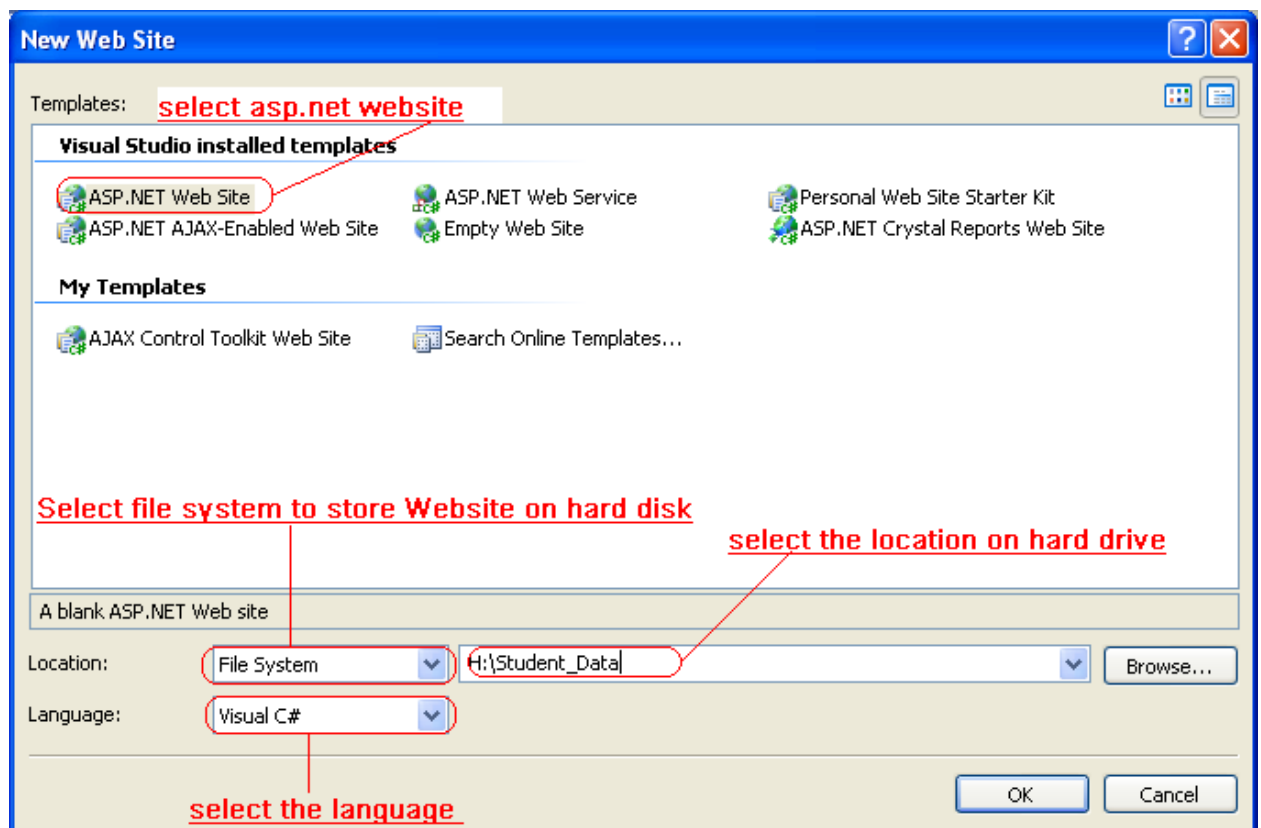 New Web Site
Templates:
select asp.net website
Visual Studio installed templates
ASP.NET Web Site
ASP.NET Web Service
Personal Web Site Starter Kit
ASP.NET AJAX-Enabled Web Site
Empty Web Site
ASP.NET Crystal Reports Web Site
My Templates
AJAX Control Toolkit Web Site
Search Online Templates...
Select file system to store Website on hard disk
select the location on hard drive
A blank ASP.NET Web site
Location:
File System
H:\Student_Data
Browse...
Language:
Visual C#
OK
Cancel
select the language